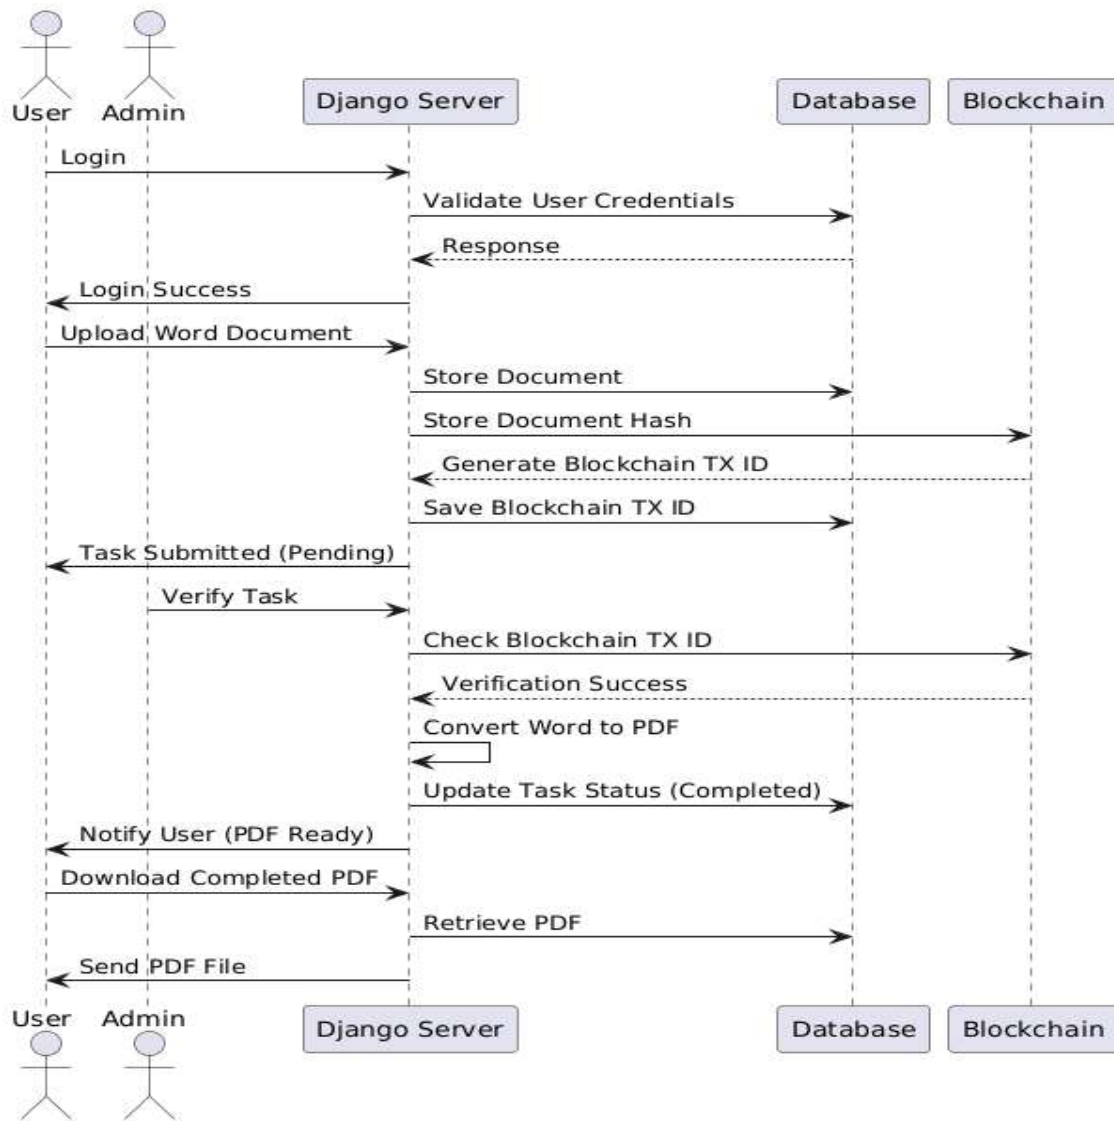 User Admin Django Server Database Blockchain
Login
Validate User Credentials
Response
Login Success
Upload Word Document
Store Document
Store Document Hash
Generate Blockchain TX ID
Save Blockchain TX ID
Task Submitted (Pending)
Verify Task
Check Blockchain TX ID
Verification Success
Convert Word to PDF
Update Task Status (Completed)
Notify User (PDF Ready)
Download Completed PDF
Retrieve PDF
Send PDF File
User Admin Django Server Database Blockchain